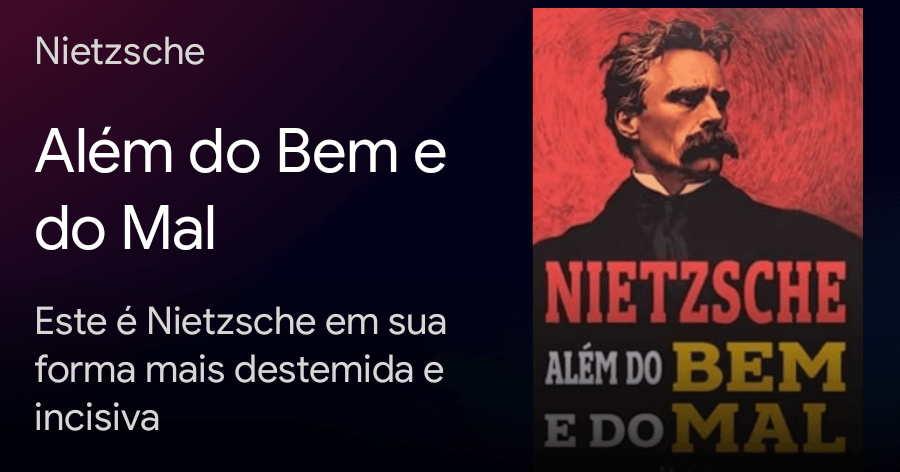 Nietzsche
Além do Bem e
do Mal
Este é Nietzsche em sua
forma mais destemida e
incisiva
NIETZSCHE
ALÉM DO BEM
E DO MAL